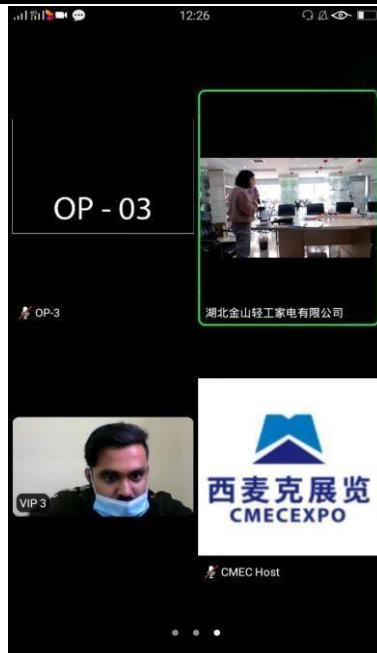 12:26
OP - 03
OP-3
湖北金山轻工家电有限公司
VIP 3
西麦克展览
CMECEXPO
CMEC Host